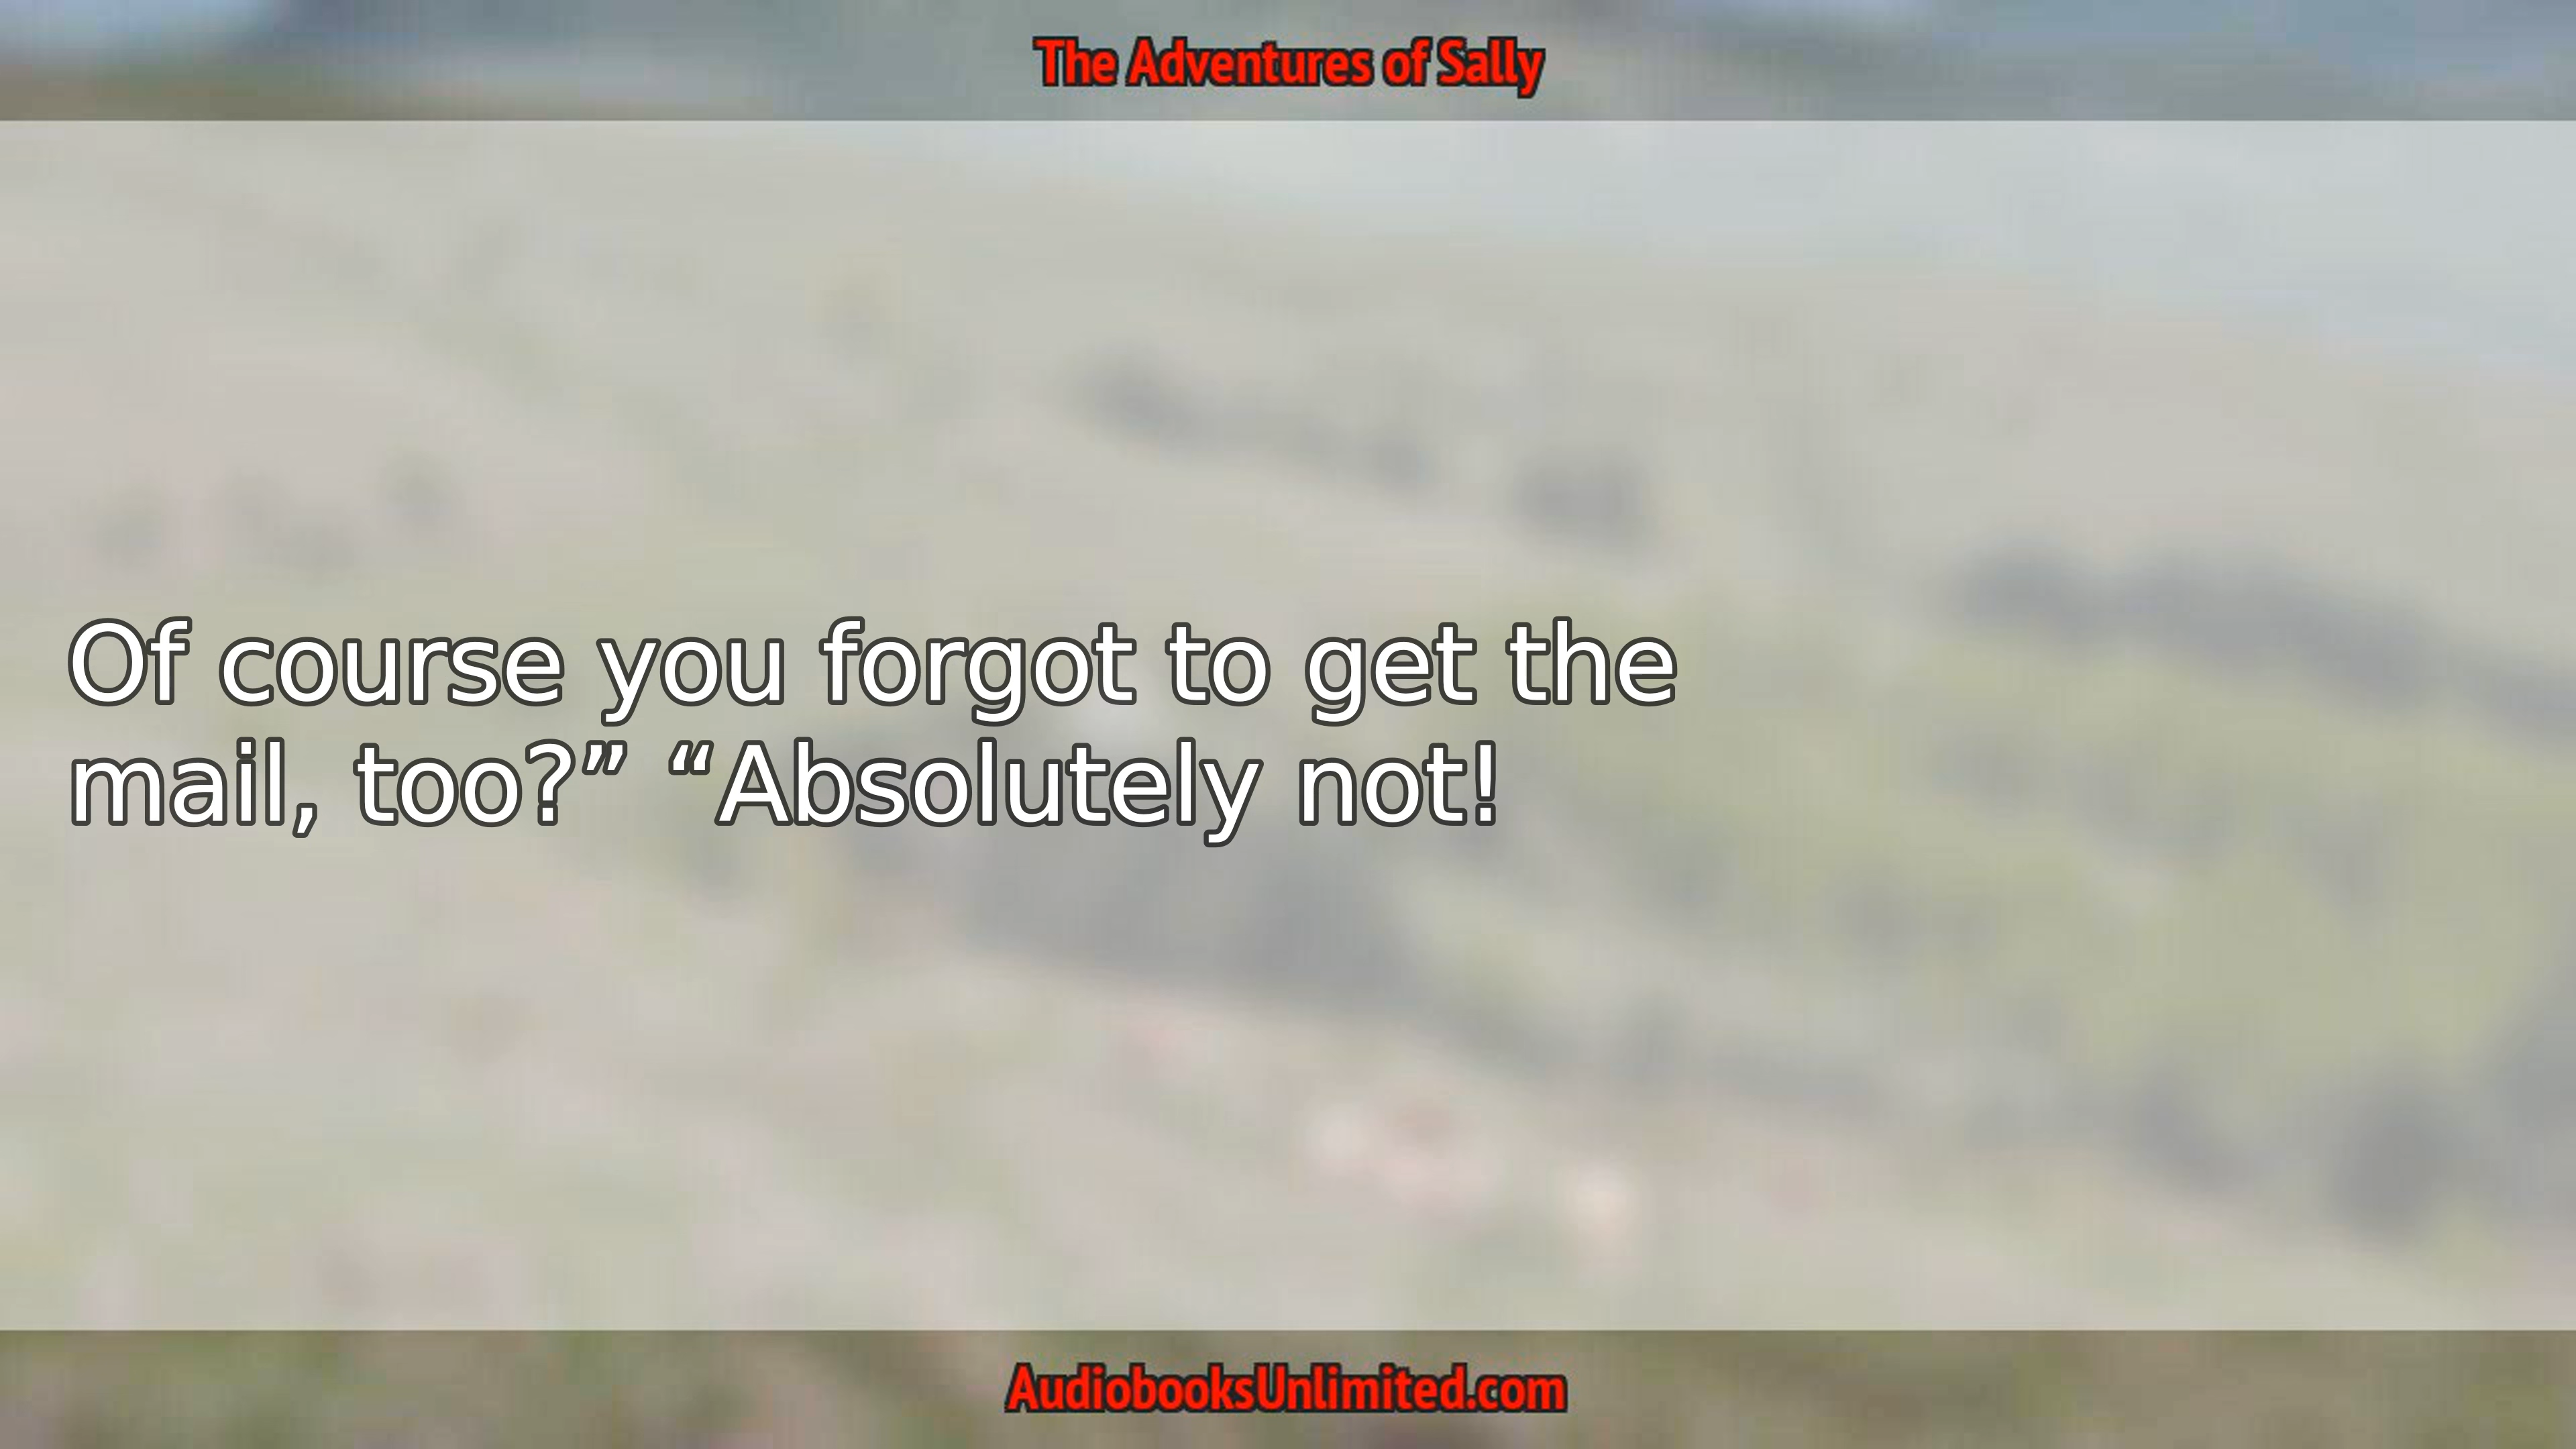 The Adventures of Sally
Of course you forgot to get the
mail, too?” “Absolutely not!
AudiobooksUnlimited.com